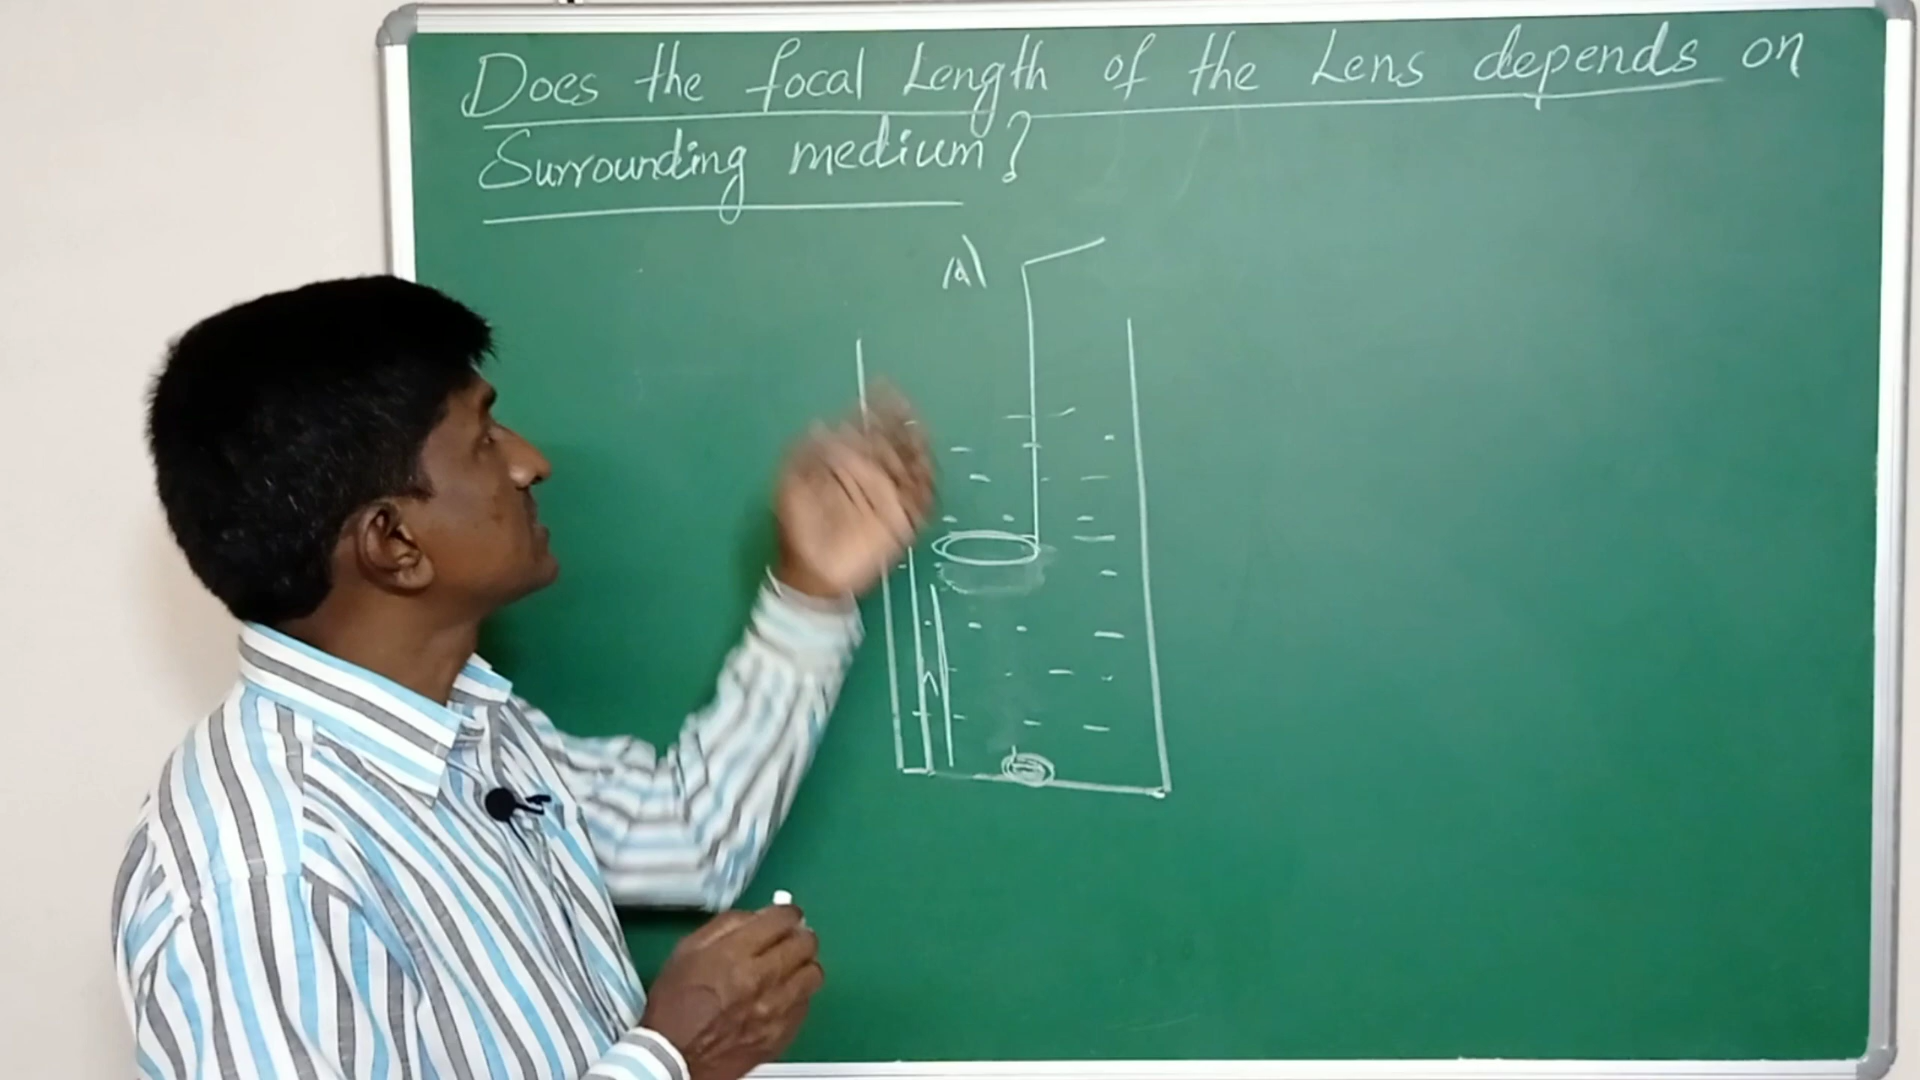 Does the focal Length of the Lens depends on
Surrounding medium?
h